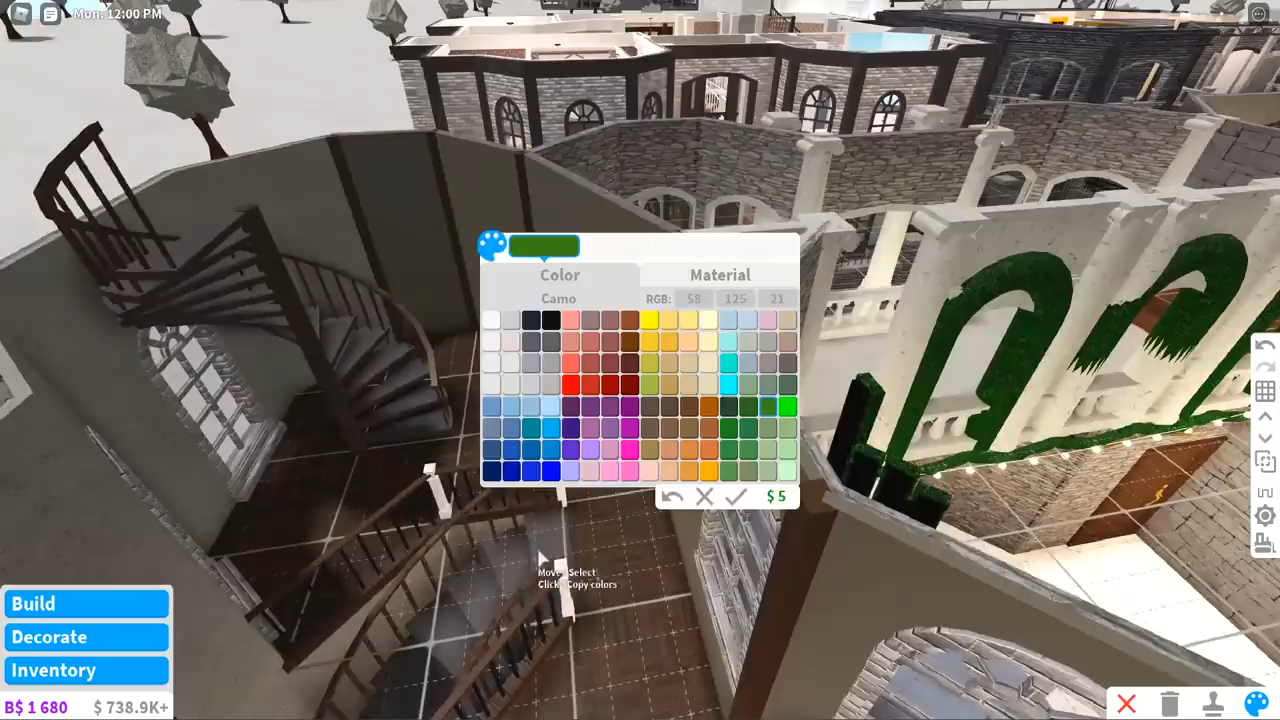 Mon. 12:00 PM
Color
Material
Camo
RGB: 58 125 21
$ 5
Move: Select
Click: Copy colors
Build
Decorate
Inventory
B$ 1 680
$ 738.9K+